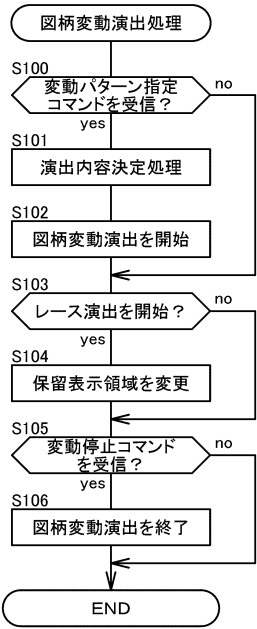 図柄変動演出処理
S100
変動パターン指定
コマンドを受信？
no
yes
S101
演出内容決定処理
S102
図柄変動演出を開始
S103
レース演出を開始？
no
yes
S104
保留表示領域を変更
S105
変動停止コマンド
を受信？
no
yes
S106
図柄変動演出を終了
END